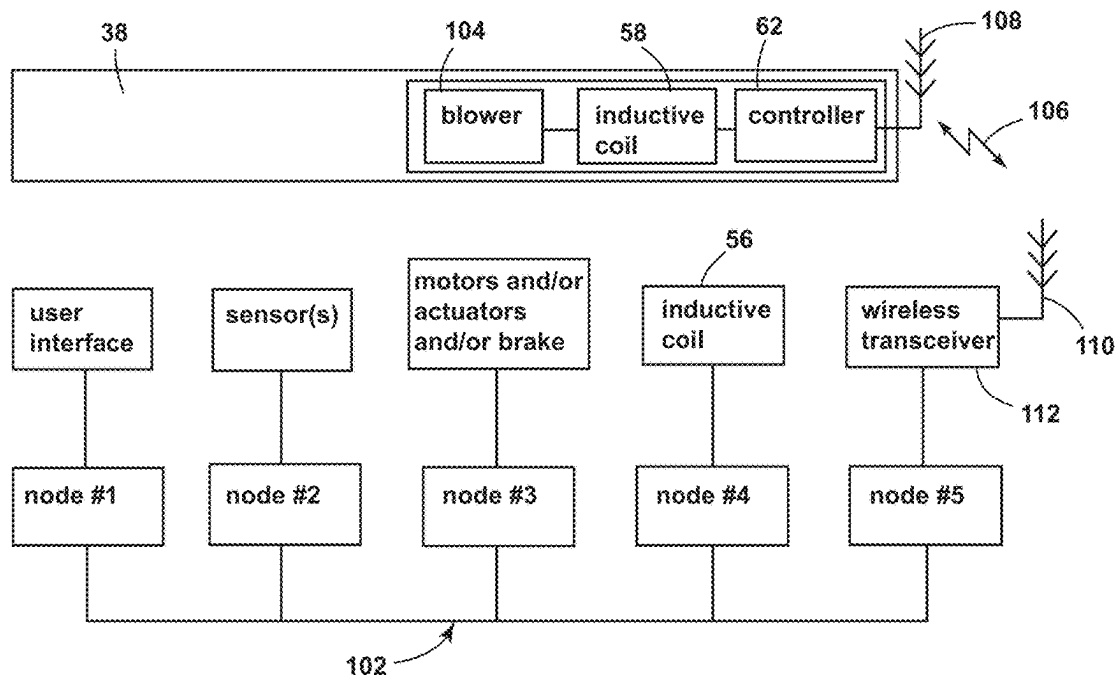 38
104
58
62
108
blower
inductive
coil
controller
106
56
user
interface
sensor(s)
motors and/or
actuators
and/or brake
inductive
coil
wireless
transceiver
110
112
node #1
node #2
node #3
node #4
node #5
102